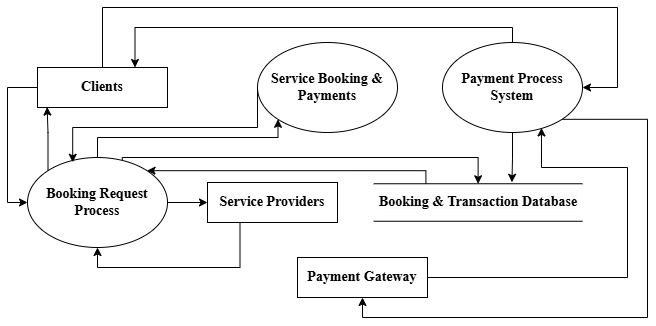 Clients
Service Booking &
Payments
Payment Process
System
Booking Request
Process
Service Providers
Booking & Transaction Database
Payment Gateway